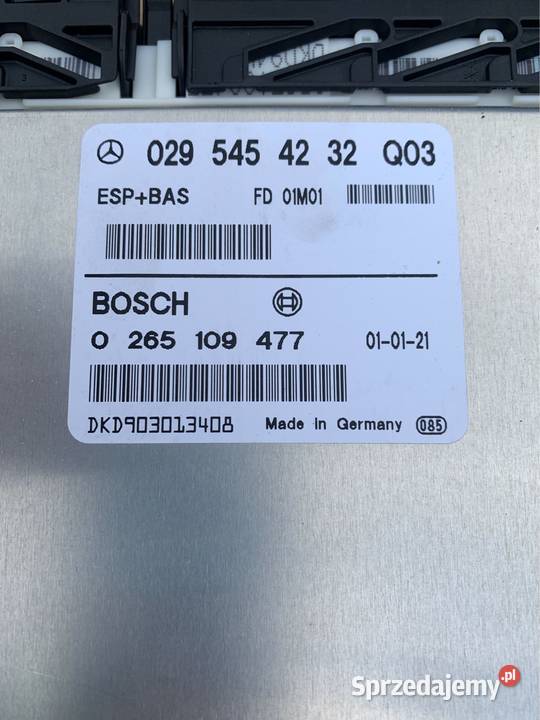 029 545 42 32 Q03
ESP+BAS FD 01M01
BOSCH
0 265 109 477 01-01-21
DKD903013408 Made in Germany 085
Sprzedajemy.pl